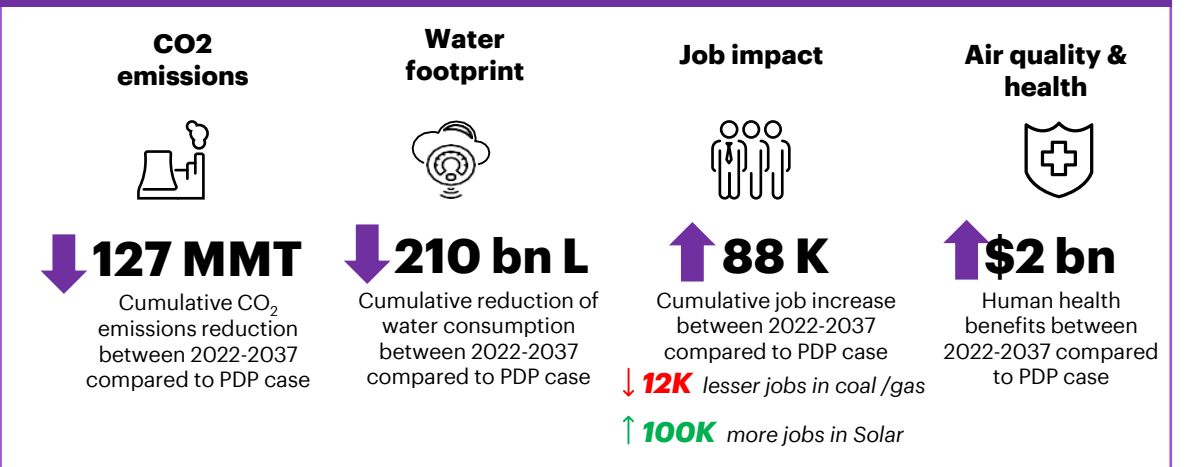 CO2
emissions
Water
footprint
Job impact
Air quality &
health
127 MMT
210 bn L
88 K
$2 bn
Cumulative CO2
emissions reduction
between 2022-2037
compared to PDP case
Cumulative reduction of
water consumption
between 2022-2037
compared to PDP case
Cumulative job increase
between 2022-2037
compared to PDP case
↓ 12K lesser jobs in coal /gas
↑ 100K more jobs in Solar
Human health
benefits between
2022-2037 compared
to PDP case